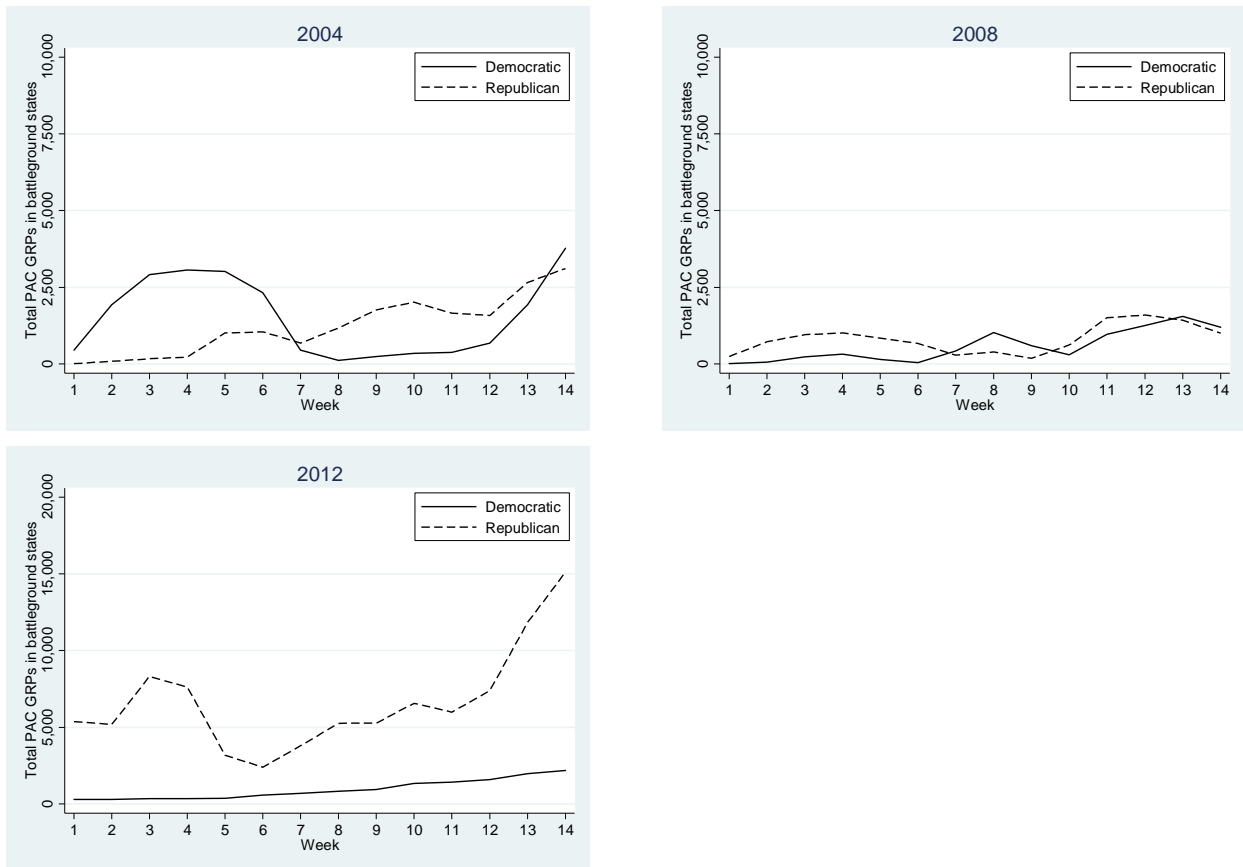 2004
Total PAC GRPs in battleground states
10,000
7,500
5,000
2,500
0
Democratic
Republican
1 2 3 4 5 6 7 8 9 10 11 12 13 14
Week
2008
Total PAC GRPs in battleground states
10,000
7,500
5,000
2,500
0
Democratic
Republican
1 2 3 4 5 6 7 8 9 10 11 12 13 14
Week
2012
Total PAC GRPs in battleground states
20,000
15,000
10,000
5,000
0
Democratic
Republican
1 2 3 4 5 6 7 8 9 10 11 12 13 14
Week